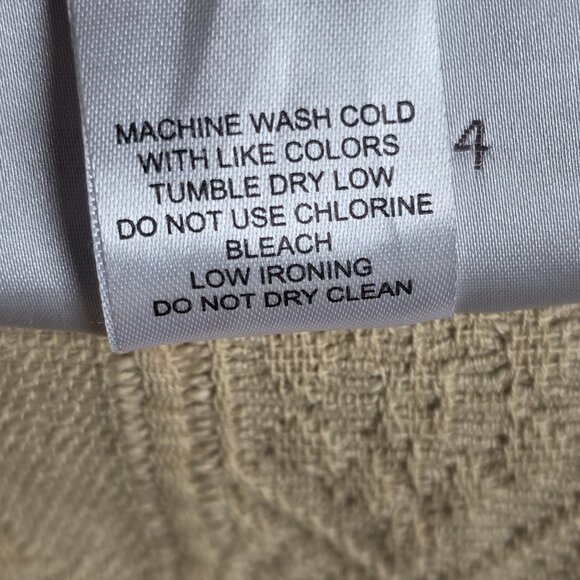 MACHINE WASH COLD
WITH LIKE COLORS
TUMBLE DRY LOW
DO NOT USE CHLORINE
BLEACH
LOW IRONING
DO NOT DRY CLEAN
4